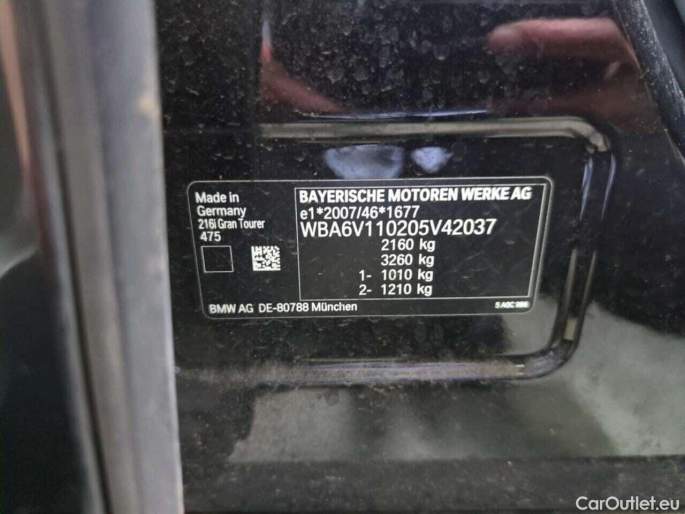 Made in
Germany
216i Gran Tourer
475
BAYERISCHE MOTOREN WERKE AG
e1*2007/46*1677
WBA6V110205V42037
2160 kg
3260 kg
1- 1010 kg
2- 1210 kg
BMW AG DE-80788 München
CarOutlet.eu